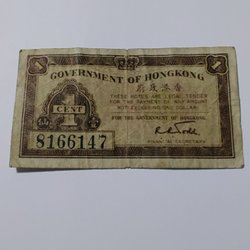 1 1
GOVERNMENT OF HONGKONG
府政港香
THESE NOTES ARE LEGAL TENDER
FOR THE PAYMENT OF ANY AMOUNT
NOT EXCEEDING ONE DOLLAR.
CENT
FOR THE GOVERNMENT OF HONGKONG
8166147
FINANCIAL SECRETARY